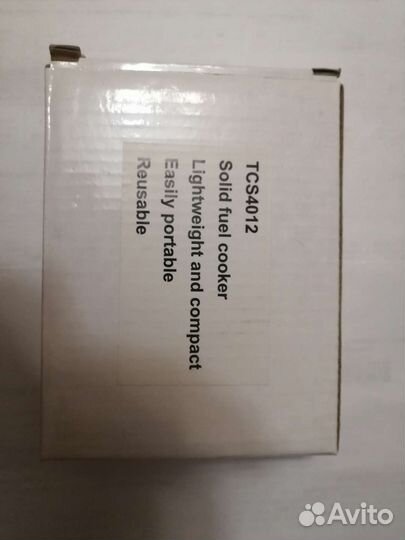 TCS4012
Solid fuel cooker
Lightweight and compact
Easily portable
Reusable
Avito